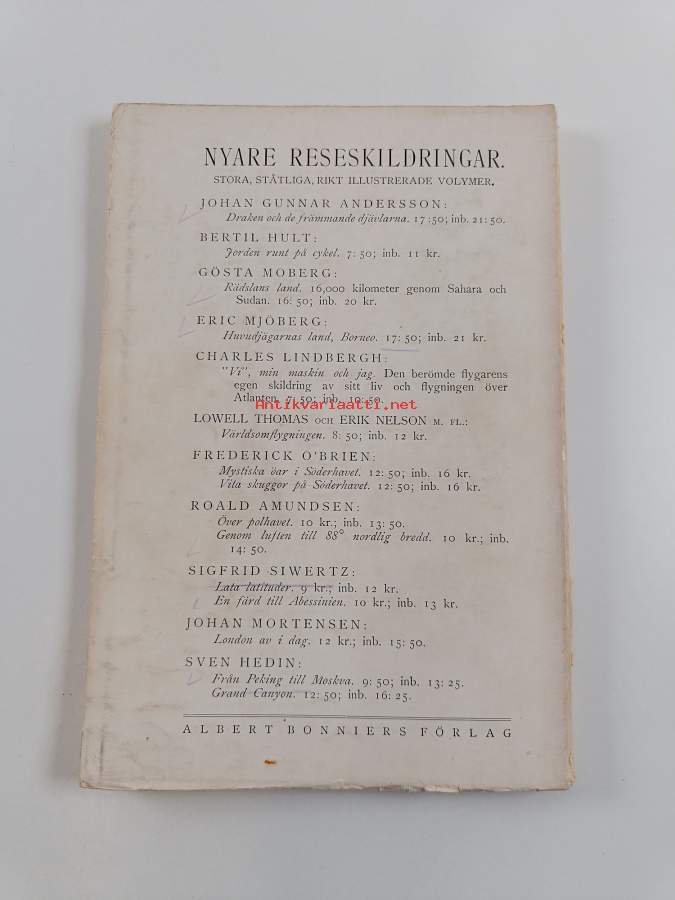 NYARE RESESKILDRINGAR.
STORA, STÅTLIGA, RIKT ILLUSTRERADE VOLYMER.
JOHAN GUNNAR ANDERSSON:
Draken och de främmande djävlarna. 17:50; inb. 21:50.
BERTIL HULT:
Jorden runt på cykel. 7:50; inb. 11 kr.
GÖSTA MOBERG:
Rädslans land. 16,000 kilometer genom Sahara och
Sudan. 16:50; inb. 20 kr.
ERIC MJÖBERG:
Huvudjägarnas land, Borneo. 17:50; inb. 21 kr.
CHARLES LINDBERGH:
"Vi", min maskin och jag. Den berömde flygarens
egen skildring av sitt liv och flygningen över
Atlanten. 7:50; inb. 10:50.
Antikvariaatti.net
LOWELL THOMAS OCH ERIK NELSON M. FL.:
Världsomflygningen. 8:50; inb. 12 kr.
FREDERICK O'BRIEN:
Mystiska öar i Söderhavet. 12:50; inb. 16 kr.
Vita skuggor på Söderhavet. 12:50; inb. 16 kr.
ROALD AMUNDSEN:
Över polhavet. 10 kr.; inb. 13:50.
Genom luften till 88° nordlig bredd. 10 kr.; inb.
14:50.
SIGFRID SIWERTZ:
Lata latituder. 9 kr.; inb. 12 kr.
En färd till Abessinien. 10 kr.; inb. 13 kr.
JOHAN MORTENSEN:
London av i dag. 12 kr.; inb. 15:50.
SVEN HEDIN:
Från Peking till Moskva. 9:50; inb. 13:25.
Grand Canyon. 12:50; inb. 16:25.
ALBERT BONNIERS FÖRLAG